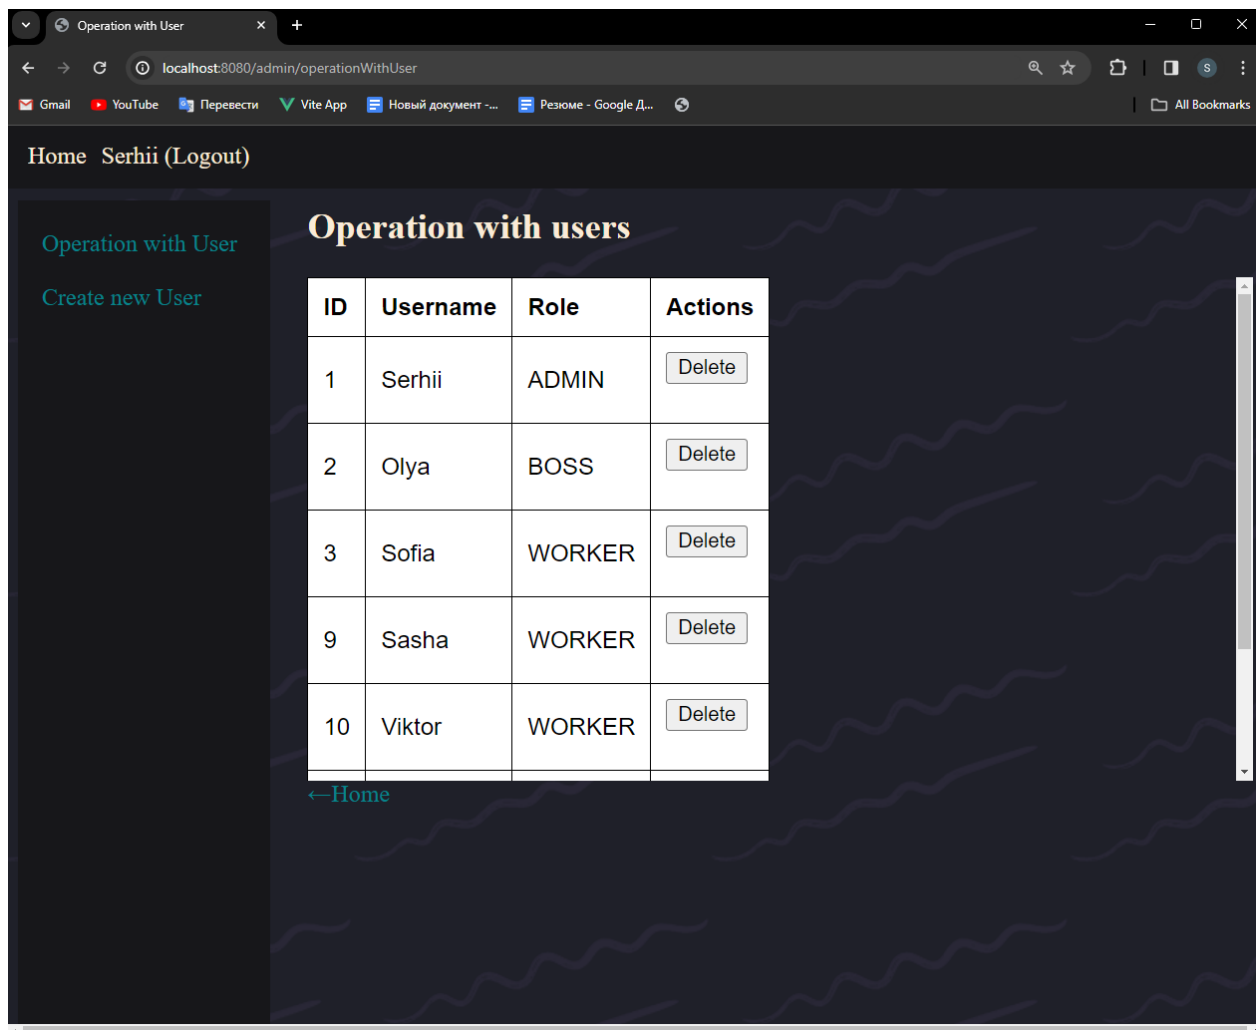 Operation with User
localhost:8080/admin/operationWithUser
S
Gmail YouTube Перевести Vite App Новый документ -... Резюме - Google Д... All Bookmarks
Home Serhii (Logout)
Operation with User
Create new User
Operation with users
ID Username Role Actions
1 Serhii ADMIN Delete
2 Olya BOSS Delete
3 Sofia WORKER Delete
9 Sasha WORKER Delete
10 Viktor WORKER Delete
←Home